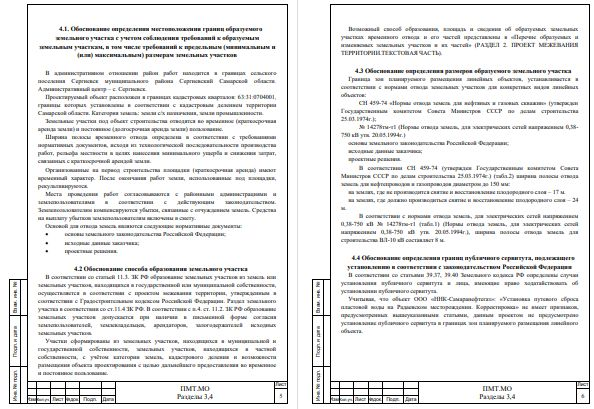 4.1. Обоснование определения местоположения границ образуемого
земельного участка с учетом соблюдения требований к образуемым
земельным участкам, в том числе требований к предельным (минимальным и
(или) максимальным) размерам земельных участков
В административном отношении район работ находится в границах сельского
поселения Сергиевск муниципального района Сергиевский Самарской области.
Административный центр – с. Сергиевск.
Проектируемый объект расположен в границах кадастровых кварталов: 63:31:0704001,
границы которых установлены в соответствии с кадастровым делением территории
Самарской области. Категория земель: земли с/х назначения, земли промышленности.
Земельные участки под объект строительства отводятся во временное (краткосрочная
аренда земли) и постоянное (долгосрочная аренда земли) пользование.
Ширина полосы временного отвода определена в соответствии с требованиями
нормативных документов, исходя из технологической последовательности производства
работ, рельефа местности в целях нанесения минимального ущерба и снижения затрат,
связанных с краткосрочной арендой земли.
Организованные на период строительства площадки (краткосрочная аренда) имеют
временный характер. После окончания работ земли, использованные под площадки,
рекультивируются.
Места проведения работ согласовываются с районными администрациями и
землепользователями в соответствии с действующим законодательством.
Землепользователям компенсируются убытки, связанные с отчуждением земель. Средства
на выплату убытков землепользователям включены в смету.
Основой для отвода земель являются следующие нормативные документы:
• основы земельного законодательства Российской Федерации;
• исходные данные заказчика;
• проектные решения.
4.2 Обоснование способа образования земельного участка
В соответствии со статьей 11.3. ЗК РФ образование земельных участков из земель или
земельных участков, находящихся в государственной или муниципальной собственности,
осуществляется в соответствии с проектом межевания территории, утвержденным в
соответствии с Градостроительным кодексом Российской Федерации. Раздел земельного
участка в соответствии со ст.11.4 ЗК РФ. В соответствии с п.4. ст. 11.2. ЗК РФ образование
земельных участков допускается при наличии в письменной форме согласия
землепользователей, землевладельцев, арендаторов, залогодержателей исходных
земельных участков.
Участки сформированы из земельных участков, находящихся в муниципальной и
государственной собственности, земельных участков, находящихся в частной
собственности, с учётом категории земель, кадастрового деления и возможности
размещения объекта проектирования с целью дальнейшего предоставления во временное
и постоянное пользование.
Взам. инв. №
Подп. и дата
Инв. № подл.
Изм Кол.уч Лист №док Подп. Дата
ПМТ.МО
Разделы 3,4
Лист
5
Возможный способ образования, площадь и сведения об образуемых земельных
участках временного отвода и его частей представлены в «Перечне образуемых и
изменяемых земельных участков и их частей» (РАЗДЕЛ 2. ПРОЕКТ МЕЖЕВАНИЯ
ТЕРРИТОРИИ.ТЕКСТОВАЯ ЧАСТЬ).
4.3 Обоснование определения размеров образуемого земельного участка
Граница зон планируемого размещения линейных объектов, устанавливается в
соответствии с нормами отвода земельных участков для конкретных видов линейных
объектов:
СН 459-74 «Нормы отвода земель для нефтяных и газовых скважин» (утвержден
Государственным комитетом Совета Министров СССР по делам строительства
25.03.1974г.);
№ 14278тм-т1 (Нормы отвода земель, для электрических сетей напряжением 0,38-
750 кВ утв. 20.05.1994г.)
основы земельного законодательства Российской Федерации;
исходные данные заказчика;
проектные решения.
В соответствии СН 459-74 (утвержден Государственным комитетом Совета
Министров СССР по делам строительства 25.03.1974г.) (табл.2) ширина полосы отвода
земель для нефтепроводов и газопроводов диаметром до 150 мм:
на землях, где не производится снятие и восстановление плодородного слоя – 17 м.
на землях, где должно производиться снятие и восстановление плодородного слоя – 24
м.
В соответствии с нормами отвода земель, для электрических сетей напряжением
0,38-750 кВ № 14278тм-т1 (табл.1) (Нормы отвода земель, для электрических сетей
напряжением 0,38-750 кВ утв. 20.05.1994г.), ширина полосы отвода земель для
строительства ВЛ-10 кВ составляет 8 м.
4.4 Обоснование определения границ публичного сервитута, подлежащего
установлению в соответствии с законодательством Российской Федерации
В соответствии со статьями 39.37, 39.40 Земельного кодекса РФ определены случаи
установления публичного сервитута и лица, имеющие право ходатайствовать об
установлении публичного сервитута.
Учитывая, что объект ООО «ННК-Самаранефтегаз»: «Установка путевого сброса
пластовой воды на Радаевском месторождении. Корректировка» не имеет признаков,
предусмотренных вышеуказанными статьями, данным проектом не предусмотрено
установление публичного сервитута в границах зон планируемого размещения линейного
объекта.
Взам. инв. №
Подп. и дата
Инв. № подл.
Изм Кол.уч Лист №док Подп. Дата
ПМТ.МО
Разделы 3,4
Лист
6